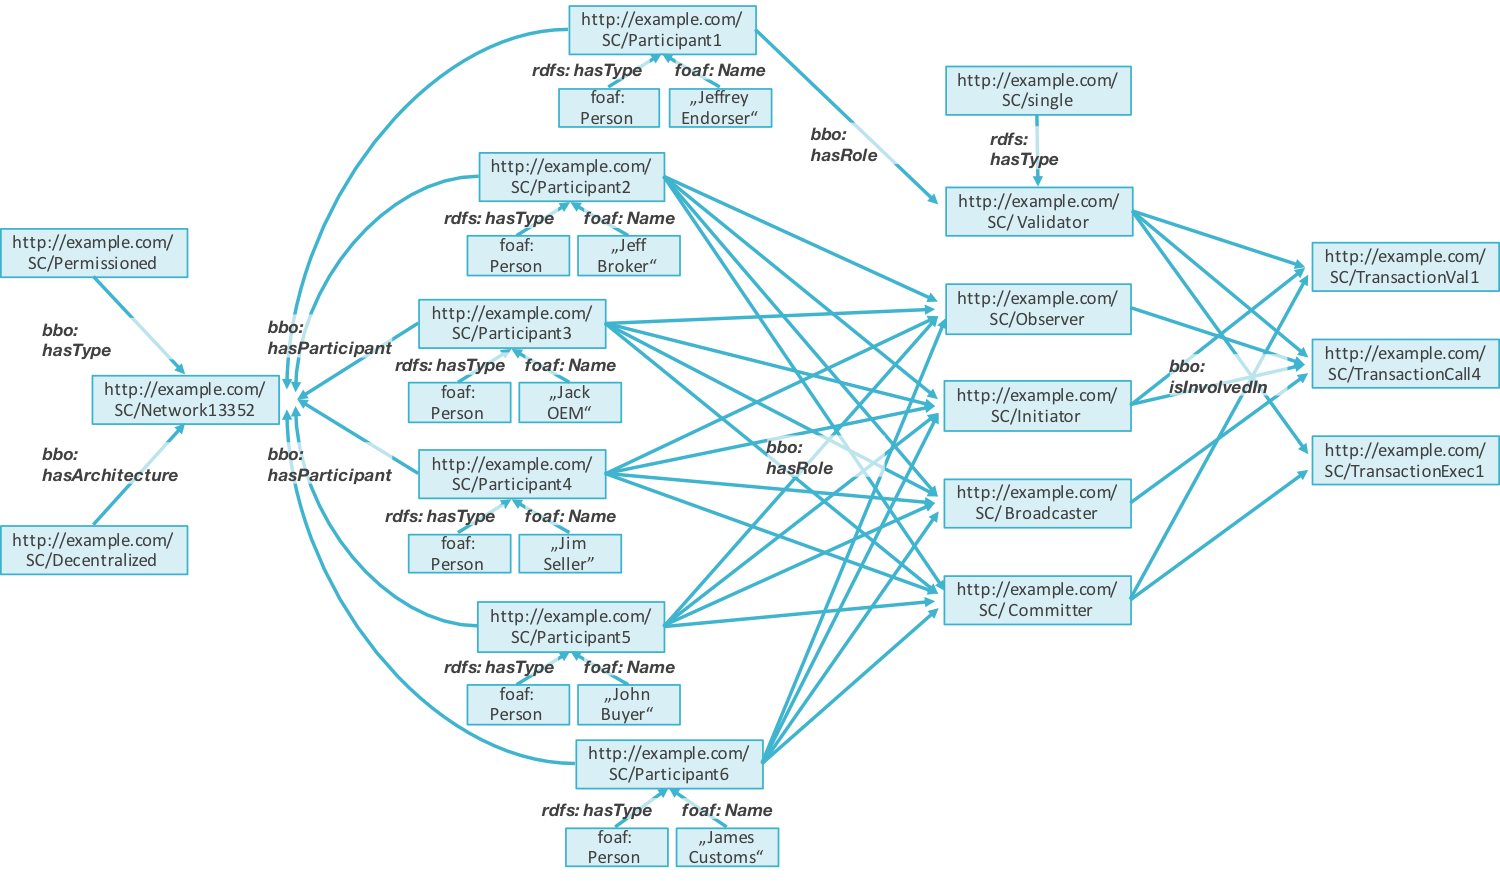 http://example.com/
SC/Participant1
rdfs: hasType
foaf: Name
foaf:
Person
„Jeffrey
Endorser“
http://example.com/
SC/single
rdfs:
hasType
bbo:
hasRole
http://example.com/
SC/Participant2
rdfs: hasType
foaf: Name
foaf:
Person
„Jeff
Broker“
http://example.com/
SC/ Validator
http://example.com/
SC/Permissioned
http://example.com/
SC/TransactionVal1
http://example.com/
SC/Observer
http://example.com/
SC/Participant3
bbo:
hasType
bbo:
hasParticipant
rdfs: hasType
foaf: Name
foaf:
Person
„Jack
OEM“
http://example.com/
SC/TransactionCall4
bbo:
isInvolvedIn
http://example.com/
SC/Network13352
http://example.com/
SC/Initiator
bbo:
hasArchitecture
bbo:
hasParticipant
http://example.com/
SC/Participant4
bbo:
hasRole
http://example.com/
SC/TransactionExec1
http://example.com/
SC/ Broadcaster
rdfs: hasType
foaf: Name
foaf:
Person
„Jim
Seller”
http://example.com/
SC/Decentralized
http://example.com/
SC/ Committer
http://example.com/
SC/Participant5
rdfs: hasType
foaf: Name
foaf:
Person
„John
Buyer“
http://example.com/
SC/Participant6
rdfs: hasType
foaf: Name
foaf:
Person
„James
Customs“